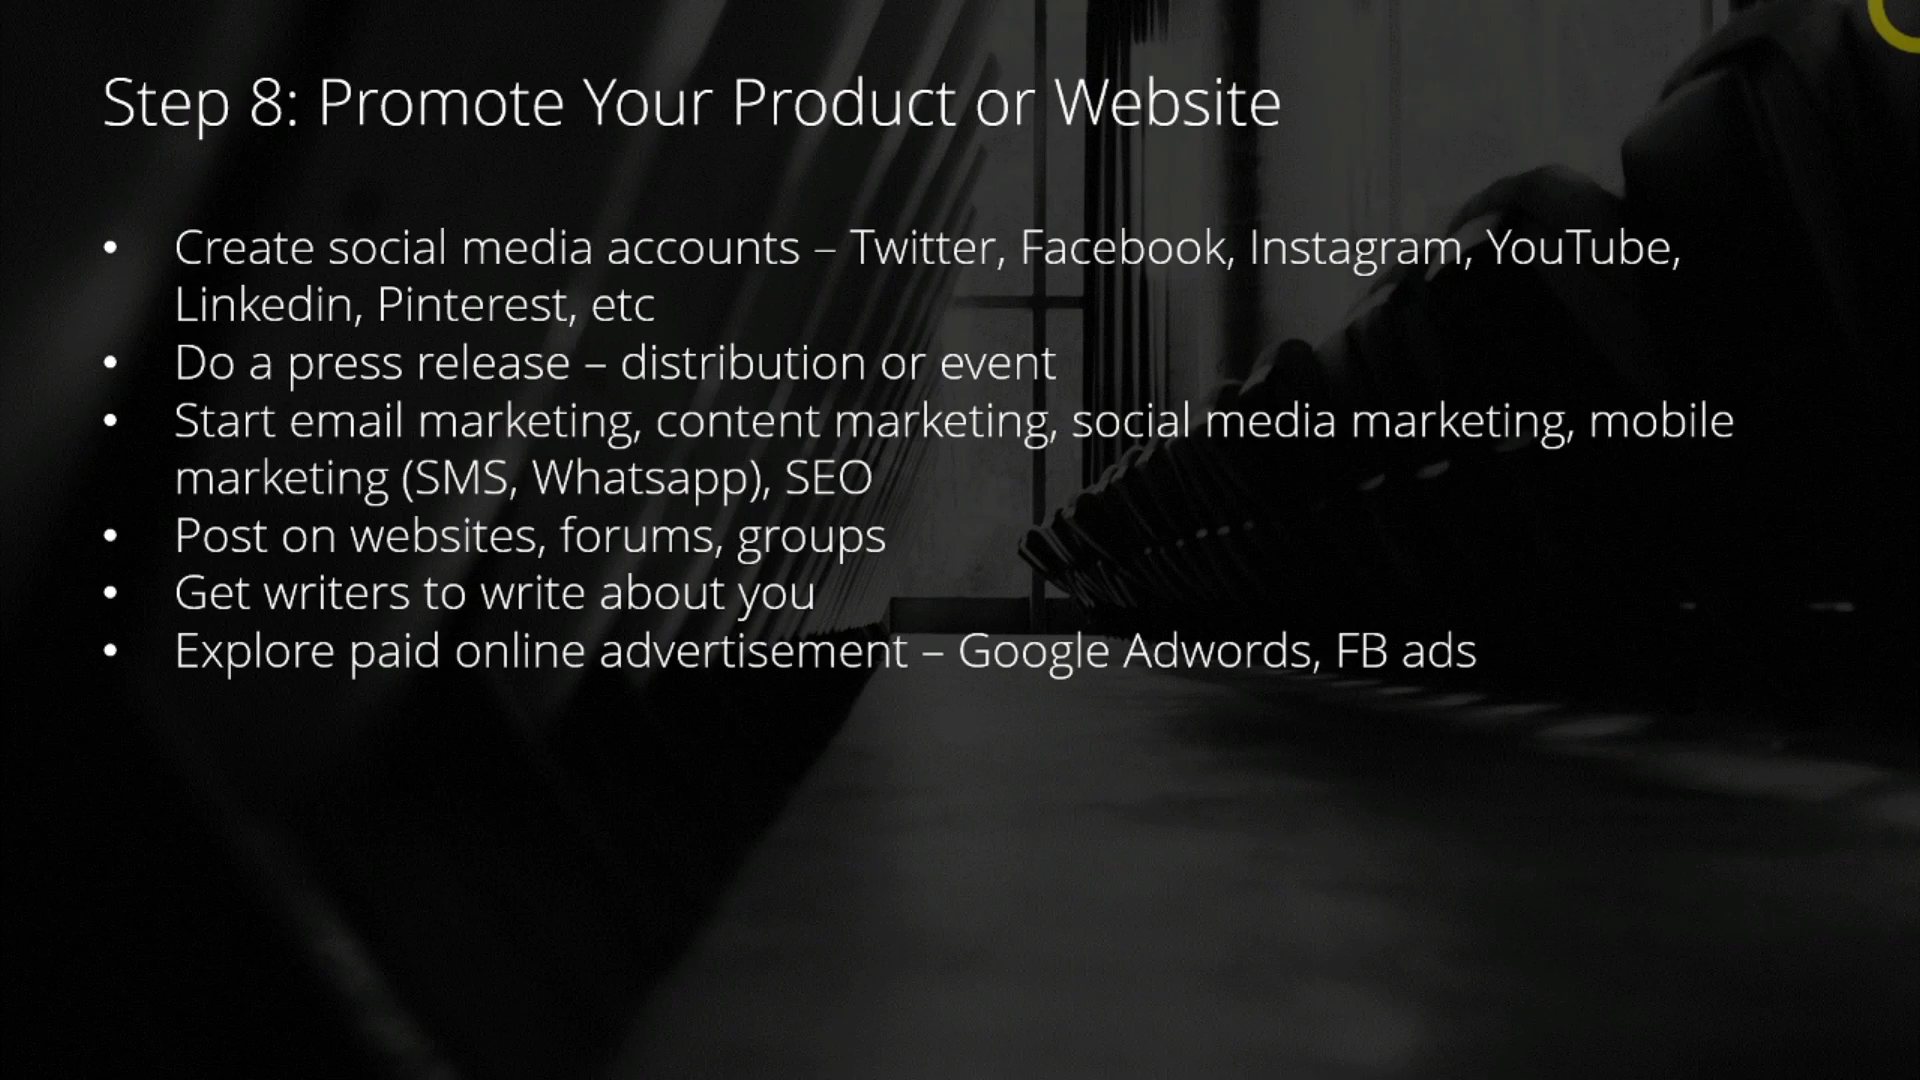 Step 8: Promote Your Product or Website
• Create social media accounts – Twitter, Facebook, Instagram, YouTube,
Linkedin, Pinterest, etc
• Do a press release – distribution or event
• Start email marketing, content marketing, social media marketing, mobile
marketing (SMS, Whatsapp), SEO
• Post on websites, forums, groups
• Get writers to write about you
• Explore paid online advertisement – Google Adwords, FB ads